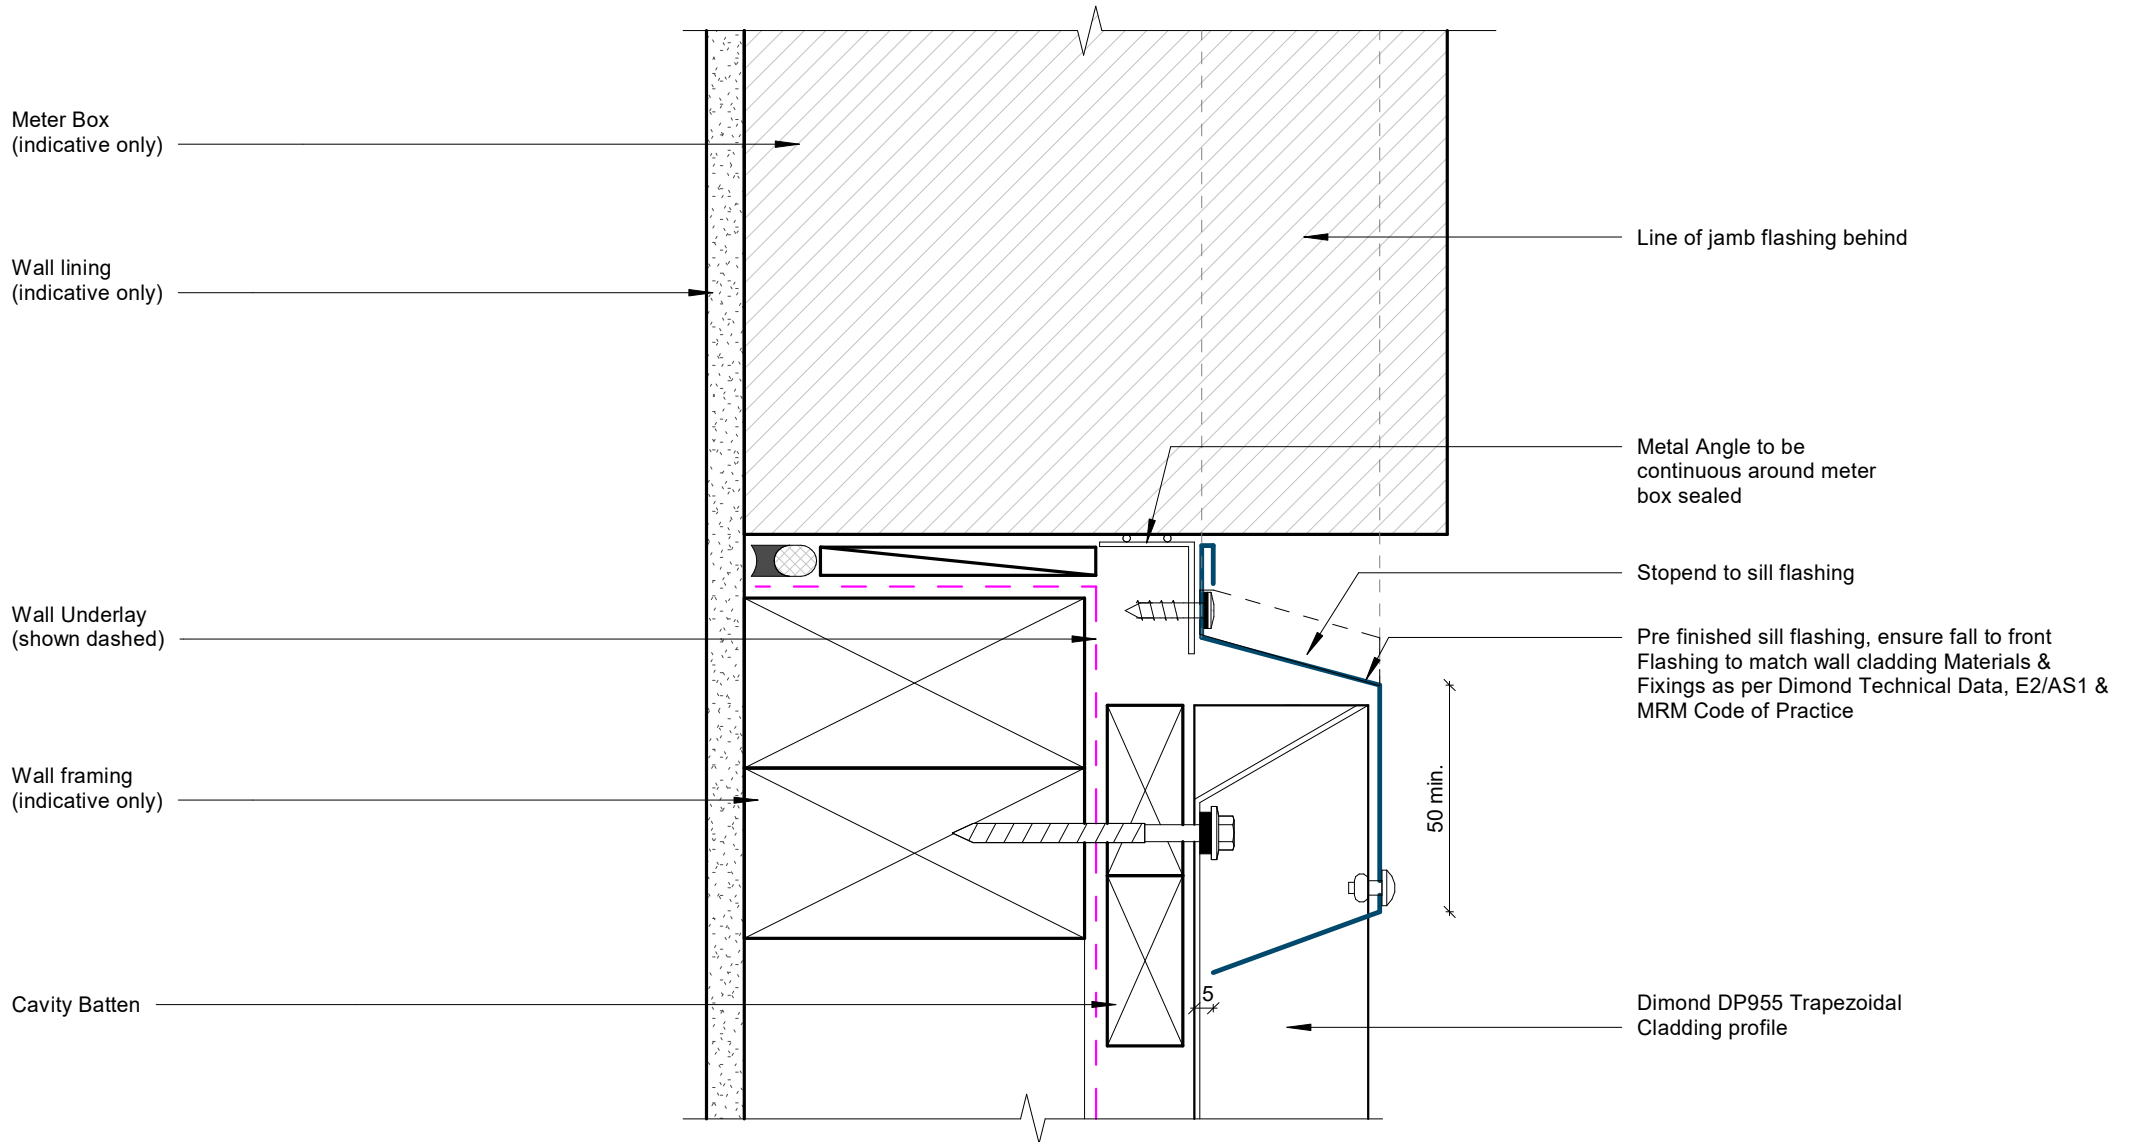 Meter Box
(indicative only)
Wall lining
(indicative only)
Wall Underlay
(shown dashed)
Wall framing
(indicative only)
Cavity Batten
Line of jamb flashing behind
Metal Angle to be
continuous around meter
box sealed
Stopend to sill flashing
Pre finished sill flashing, ensure fall to front
Flashing to match wall cladding Materials &
Fixings as per Dimond Technical Data, E2/AS1 &
MRM Code of Practice
50 min.
5
Dimond DP955 Trapezoidal
Cladding profile